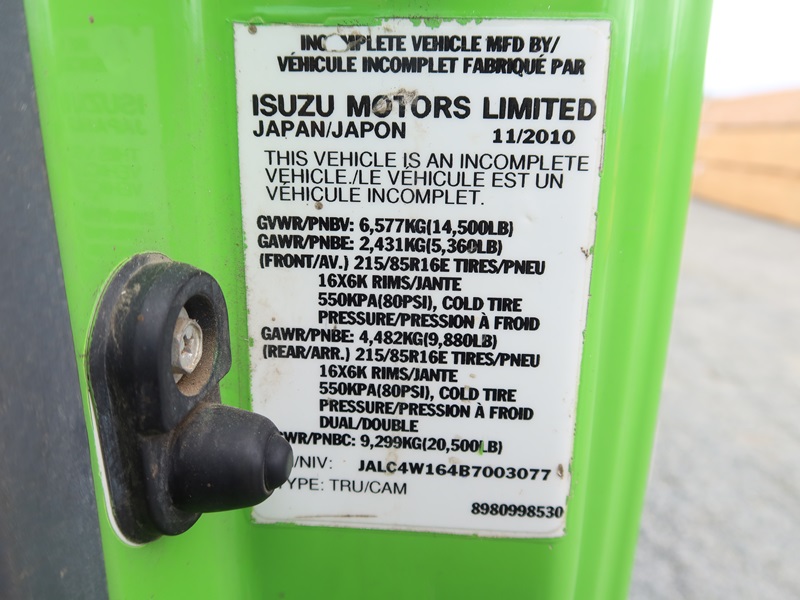 INCOMPLETE VEHICLE MFD BY/
VÉHICULE INCOMPLET FABRIQUÉ PAR
ISUZU MOTORS LIMITED
JAPAN/JAPON 11/2010
THIS VEHICLE IS AN INCOMPLETE
VEHICLE./LE VÉHICULE EST UN
VÉHICULE INCOMPLET.
GVWR/PNBV: 6,577KG(14,500LB)
GAWR/PNBE: 2,431KG(5,360LB)
(FRONT/AV.) 215/85R16E TIRES/PNEU
16X6K RIMS/JANTE
550KPA(80PSI), COLD TIRE
PRESSURE/PRESSION À FROID
GAWR/PNBE: 4,482KG(9,880LB)
(REAR/ARR.) 215/85R16E TIRES/PNEU
16X6K RIMS/JANTE
550KPA(80PSI), COLD TIRE
PRESSURE/PRESSION À FROID
DUAL/DOUBLE
WR/PNBC: 9,299KG(20,500LB)
/NIV: JALC4W164B7003077
YPE: TRU/CAM
8980998530